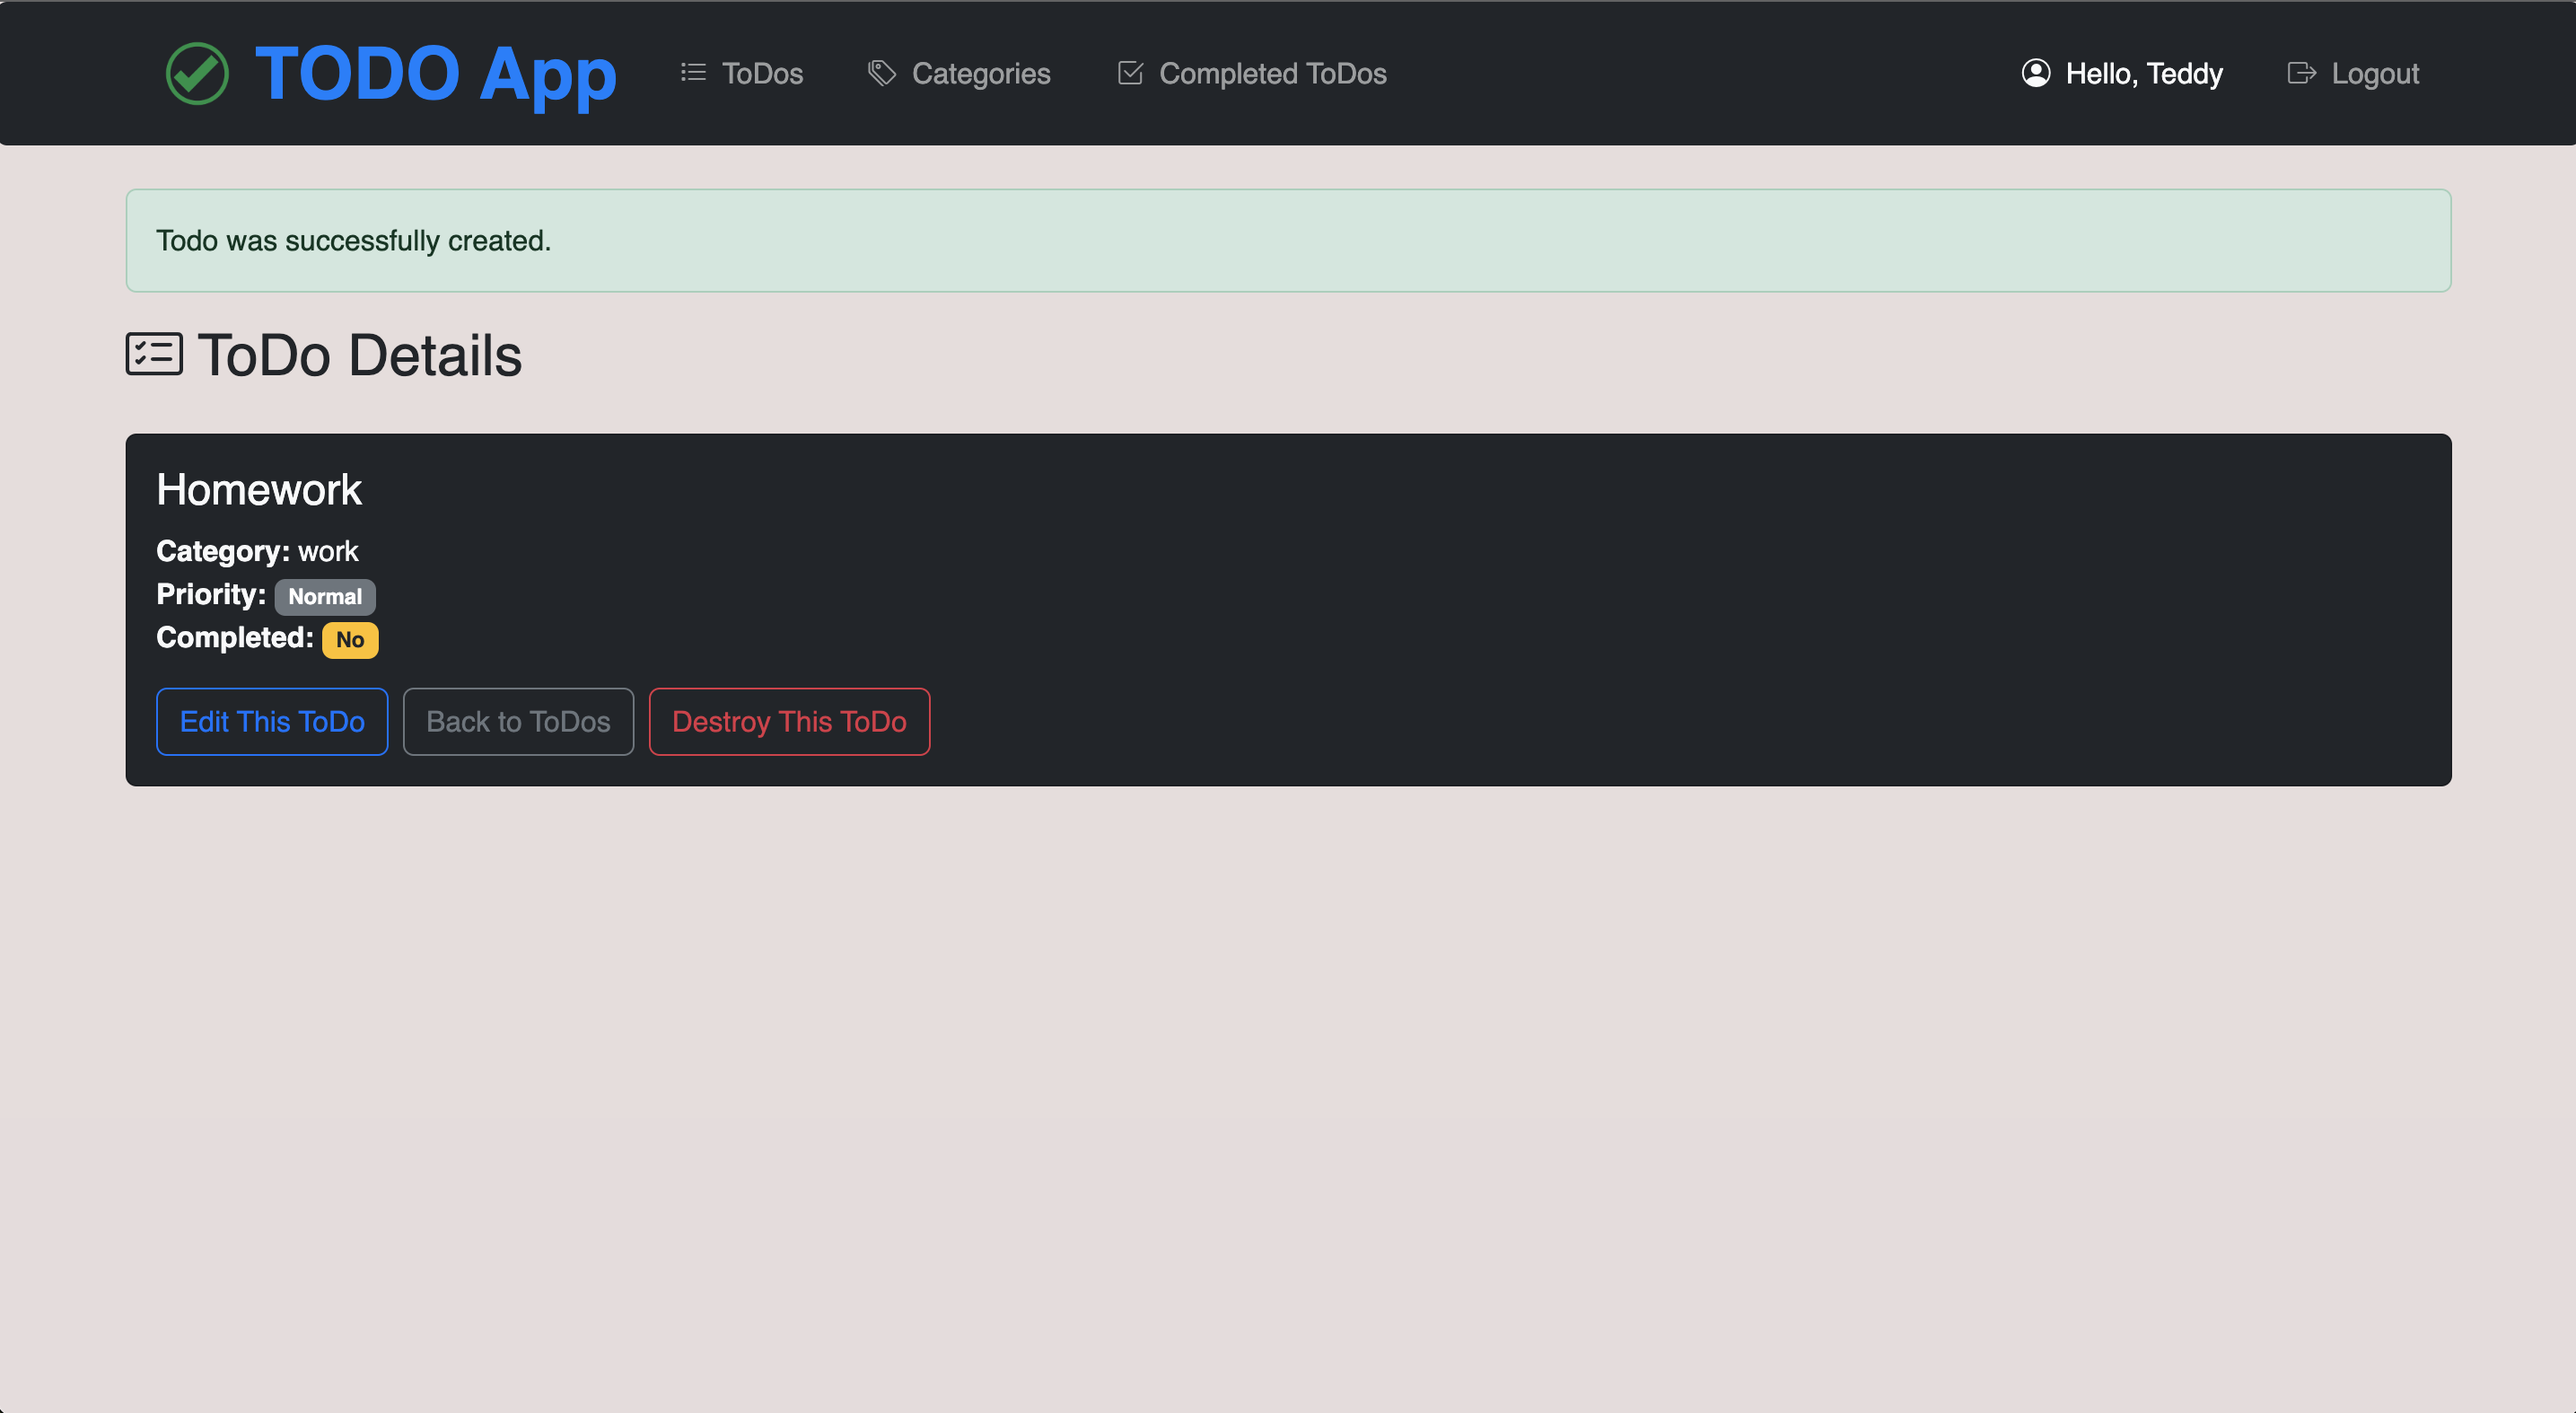 TODO App ToDos Categories Completed ToDos Hello, Teddy Logout
Todo was successfully created.
ToDo Details
Homework
Category: work
Priority: Normal
Completed: No
Edit This ToDo Back to ToDos Destroy This ToDo